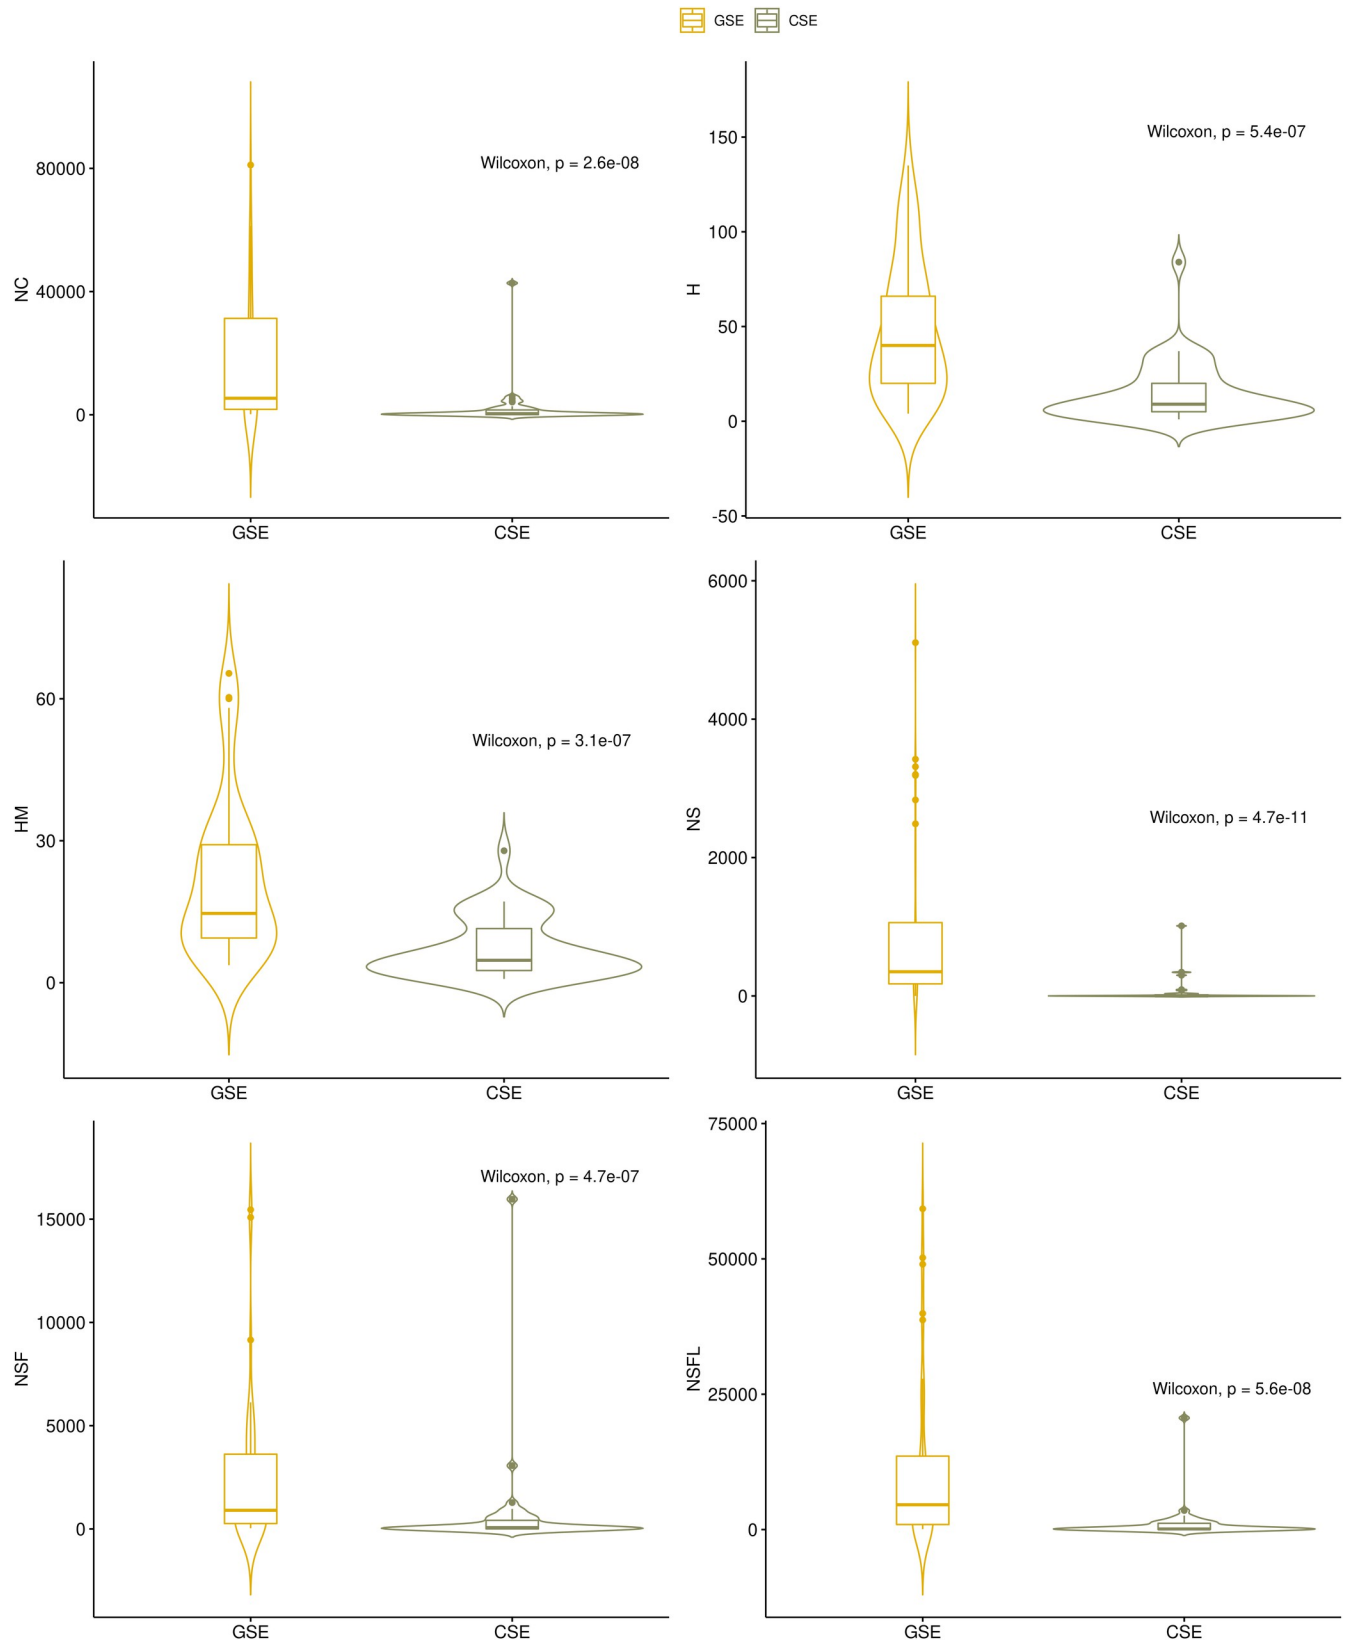 GSE CSE
NC
80000
40000
0
Wilcoxon, p = 2.6e-08
GSE CSE
H
150
100
50
0
-50
Wilcoxon, p = 5.4e-07
GSE CSE
HM
60
30
0
Wilcoxon, p = 3.1e-07
GSE CSE
NS
6000
4000
2000
0
Wilcoxon, p = 4.7e-11
GSE CSE
NSF
15000
10000
5000
0
Wilcoxon, p = 4.7e-07
GSE CSE
NSFL
75000
50000
25000
0
Wilcoxon, p = 5.6e-08
GSE CSE